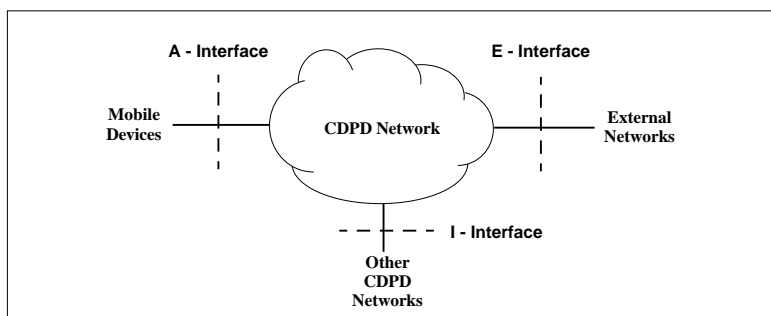 A - Interface
E - Interface
Mobile
Devices
CDPD Network
External
Networks
I - Interface
Other
CDPD
Networks